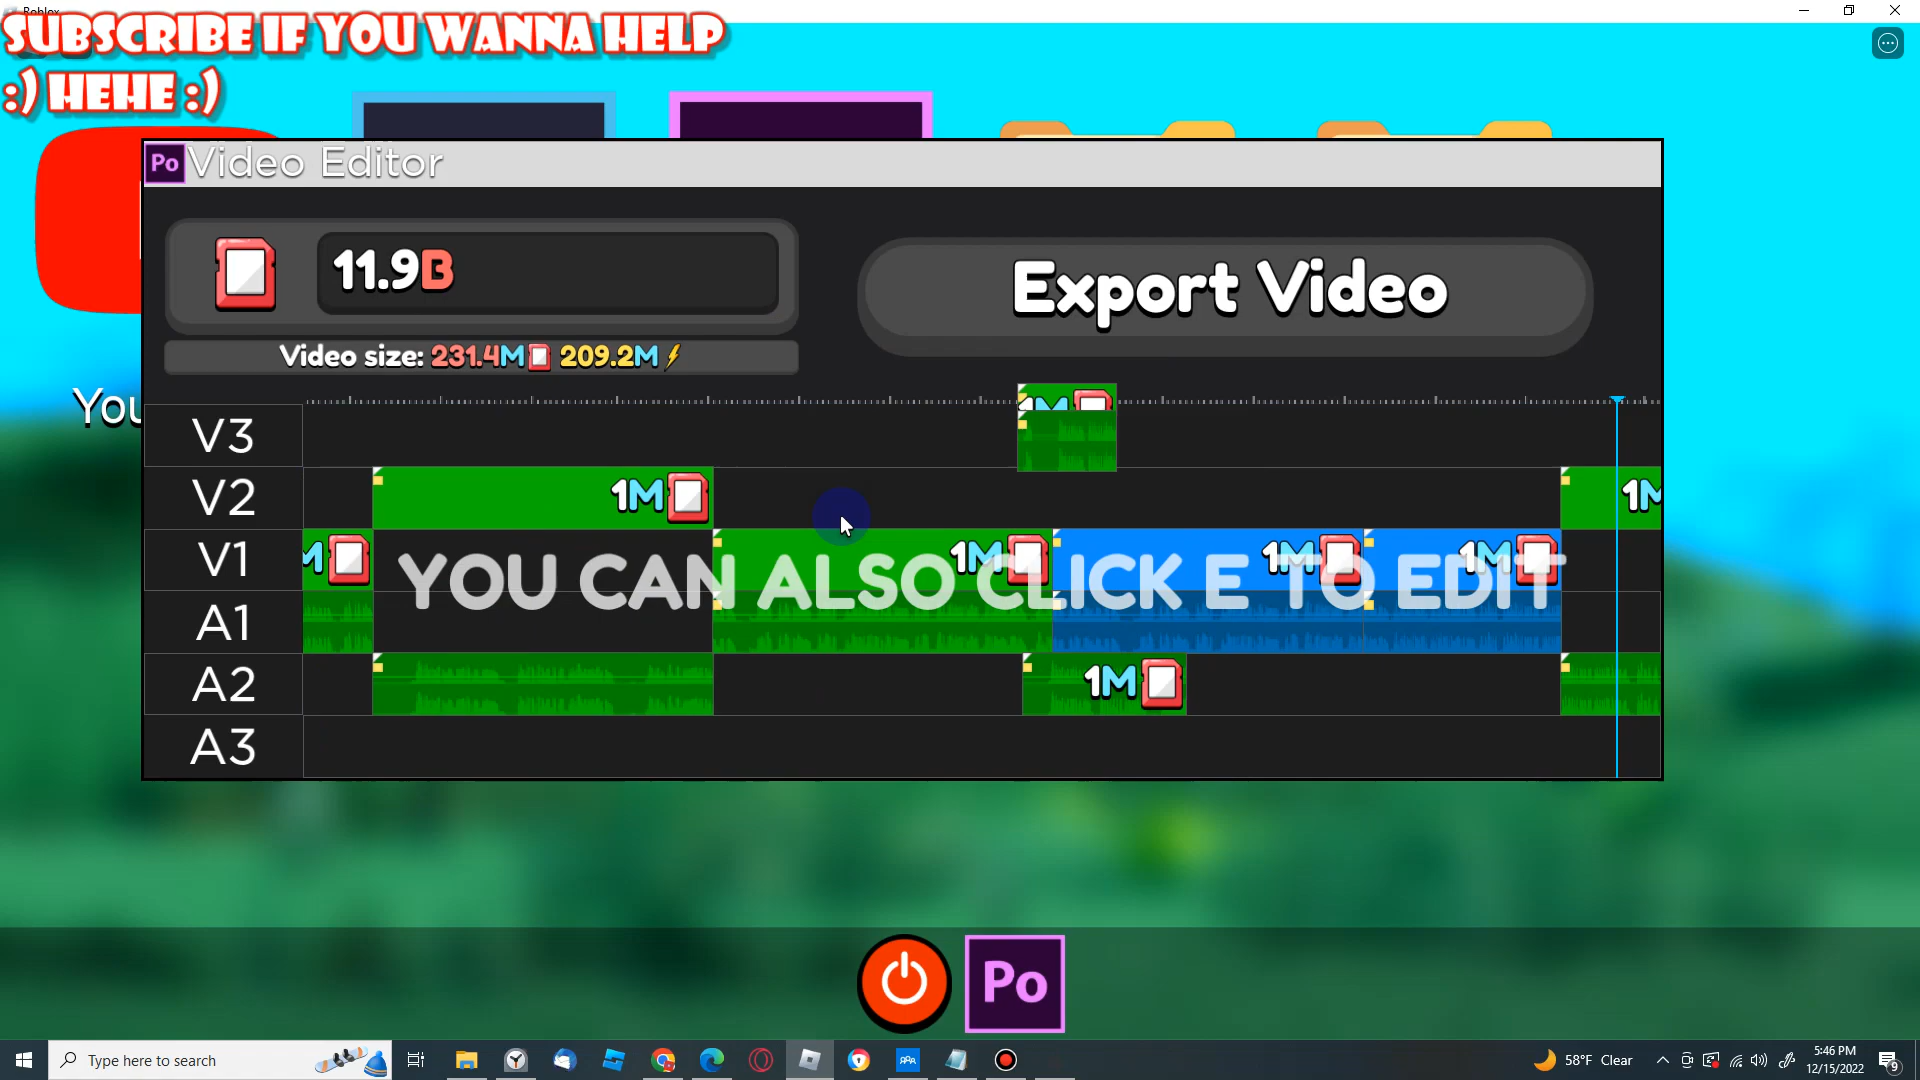 Roblox
SUBSCRIBE IF YOU WANNA HELP
:) HEHE :)
Po Video Editor
11.9B
Export Video
Video size: 231.4M 209.2M
You
1M
V3
V2
1M
1M
V1
M
1M
1M
1M
YOU CAN ALSO CLICK E TO EDIT
A1
A2
1M
A3
Po
Type here to search
58°F Clear
5:46 PM
12/15/2022
9